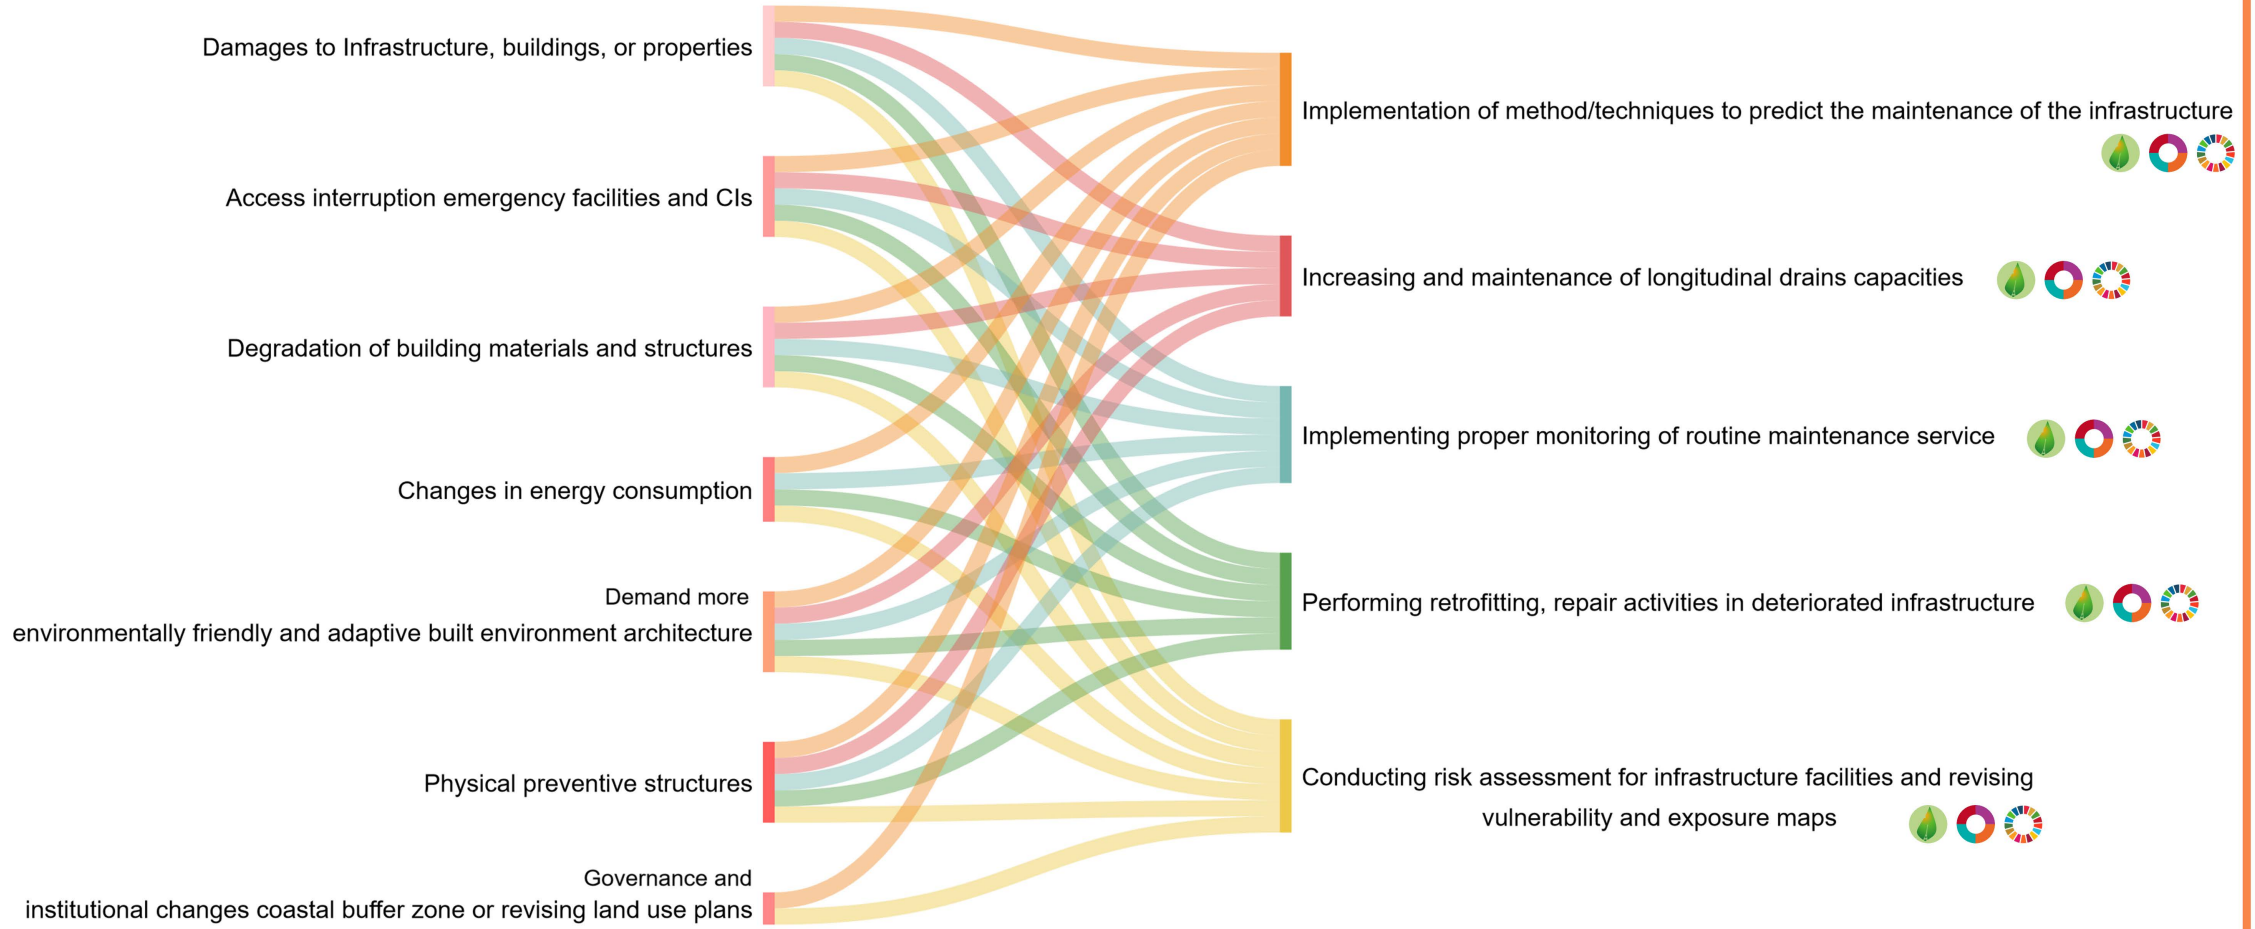 Damages to Infrastructure, buildings, or properties
Access interruption emergency facilities and CIs
Degradation of building materials and structures
Changes in energy consumption
Demand more
environmentally friendly and adaptive built environment architecture
Physical preventive structures
Governance and
institutional changes coastal buffer zone or revising land use plans
Implementation of method/techniques to predict the maintenance of the infrastructure
Increasing and maintenance of longitudinal drains capacities
Implementing proper monitoring of routine maintenance service
Performing retrofitting, repair activities in deteriorated infrastructure
Conducting risk assessment for infrastructure facilities and revising
vulnerability and exposure maps